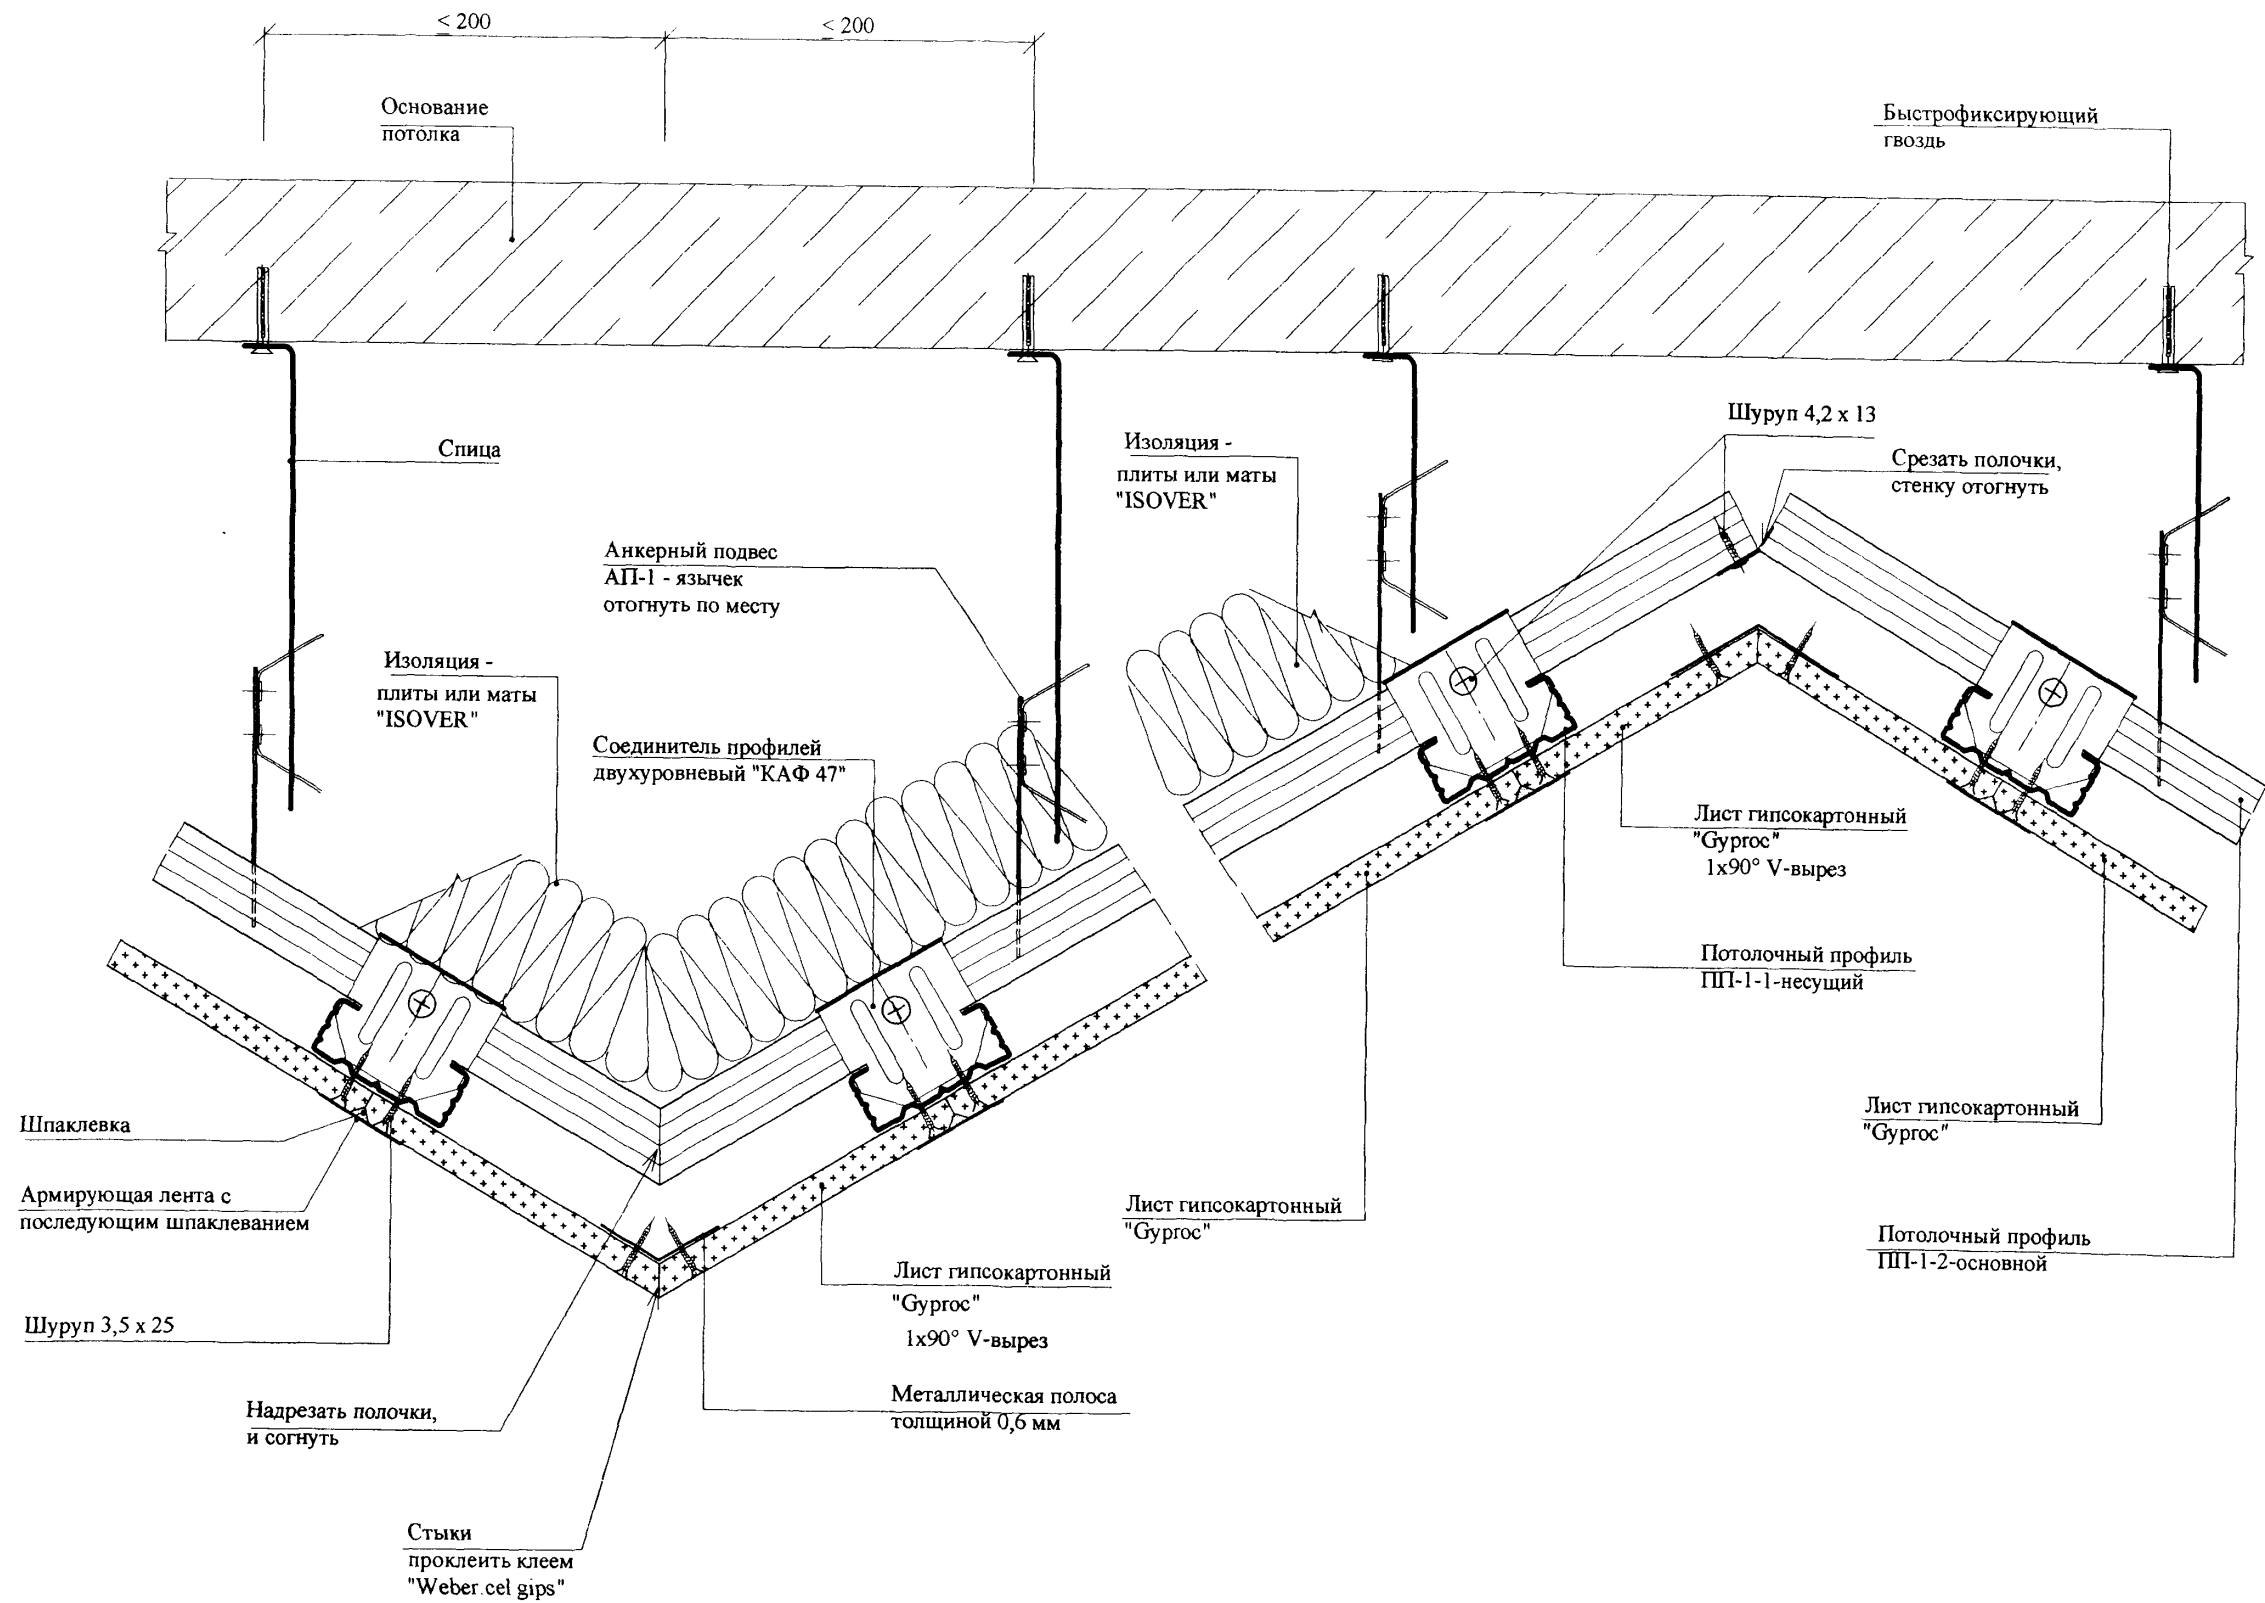 ≤ 200
≤ 200
Основание
потолка
Быстрофиксирующий
гвоздь
Спица
Изоляция -
плиты или маты
"ISOVER"
Шуруп 4,2 x 13
Срезать полочки,
стенку отогнуть
Анкерный подвес
АП-1 - язычек
отогнуть по месту
Изоляция -
плиты или маты
"ISOVER"
Соединитель профилей
двухуровневый "КАФ 47"
Лист гипсокартонный
"Gyproc"
1x90° V-вырез
Потолочный профиль
ПП-1-1-несущий
Шпаклевка
Армирующая лента с
последующим шпаклеванием
Шуруп 3,5 x 25
Надрезать полочки,
и согнуть
Стыки
проклеить клеем
"Weber.cel gips"
Лист гипсокартонный
"Gyproc"
1x90° V-вырез
Металлическая полоса
толщиной 0,6 мм
Лист гипсокартонный
"Gyproc"
Лист гипсокартонный
"Gyproc"
Потолочный профиль
ПП-1-2-основной